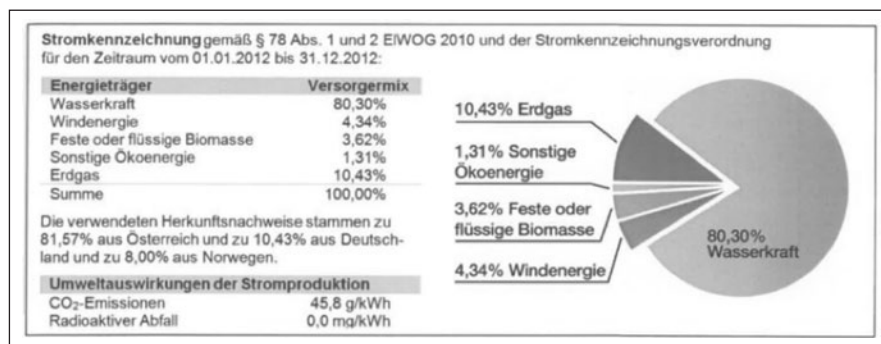 Stromkennzeichnung gemäß § 78 Abs. 1 und 2 ElWOG 2010 und der Stromkennzeichnungsverordnung
für den Zeitraum vom 01.01.2012 bis 31.12.2012:
Energieträger Versorgermix
Wasserkraft 80,30%
Windenergie 4,34%
Feste oder flüssige Biomasse 3,62%
Sonstige Ökoenergie 1,31%
Erdgas 10,43%
Summe 100,00%
Die verwendeten Herkunftsnachweise stammen zu
81,57% aus Österreich und zu 10,43% aus Deutsch-
land und zu 8,00% aus Norwegen.
Umweltauswirkungen der Stromproduktion
CO₂-Emissionen 45,8 g/kWh
Radioaktiver Abfall 0,0 mg/kWh
10,43% Erdgas
1,31% Sonstige
Ökoenergie
3,62% Feste oder
flüssige Biomasse
4,34% Windenergie
80,30%
Wasserkraft